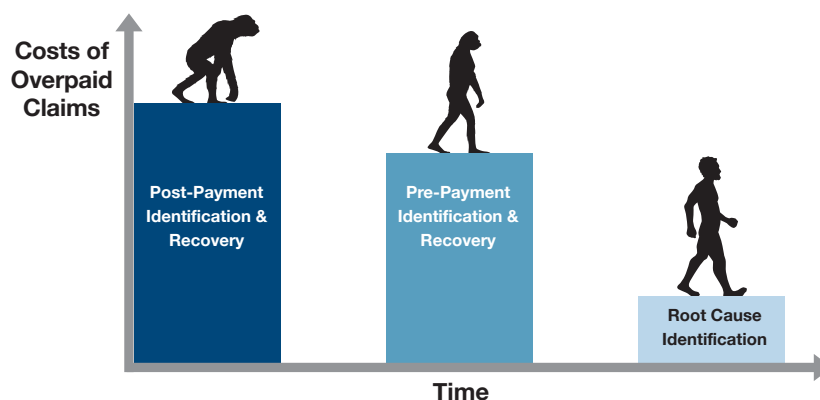 Costs of
Overpaid
Claims
Post-Payment
Identification &
Recovery
Pre-Payment
Identification &
Recovery
Root Cause
Identification
Time